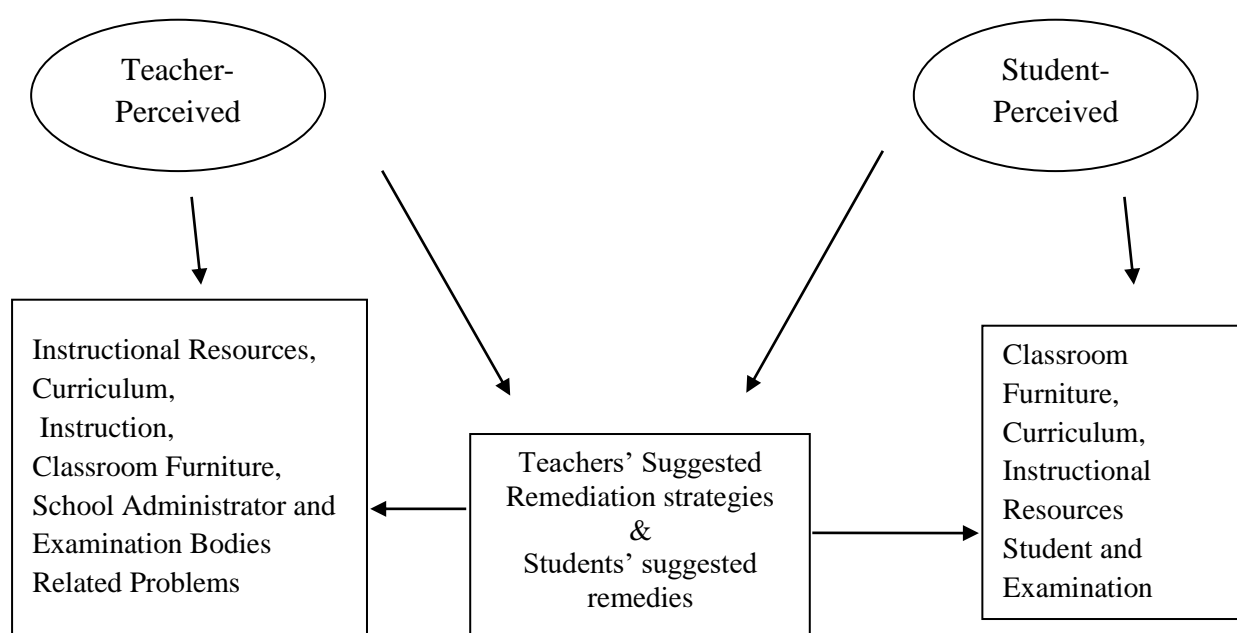 Teacher-
Perceived
Student-
Perceived
Instructional Resources,
Curriculum,
Instruction,
Classroom Furniture,
School Administrator and
Examination Bodies
Related Problems
Teachers’ Suggested
Remediation strategies
&
Students’ suggested
remedies
Classroom
Furniture,
Curriculum,
Instructional
Resources
Student and
Examination